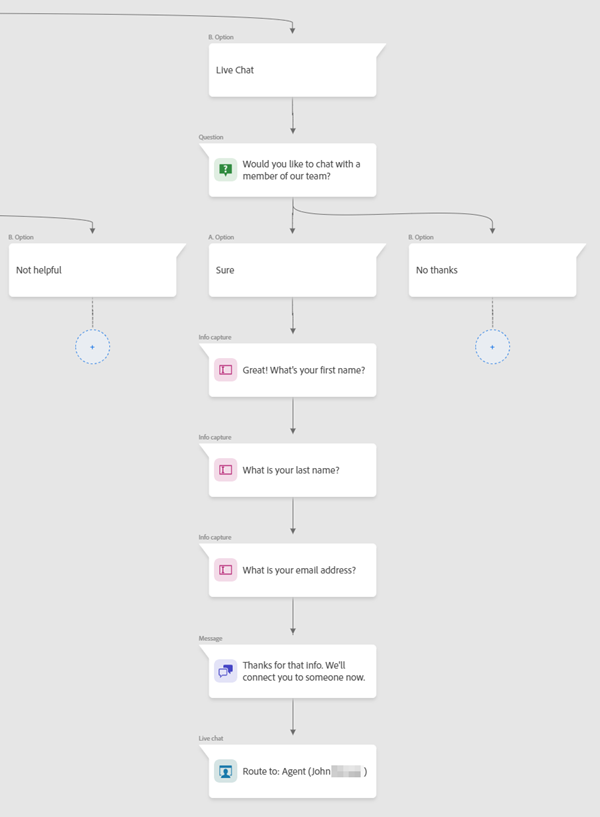 B. Option
Live Chat
Question
Would you like to chat with a
member of our team?
B. Option
Not helpful
A. Option
Sure
B. Option
No thanks
+
+
Info capture
Great! What's your first name?
Info capture
What is your last name?
Info capture
What is your email address?
Message
Thanks for that info. We'll
connect you to someone now.
Live chat
Route to: Agent (John )